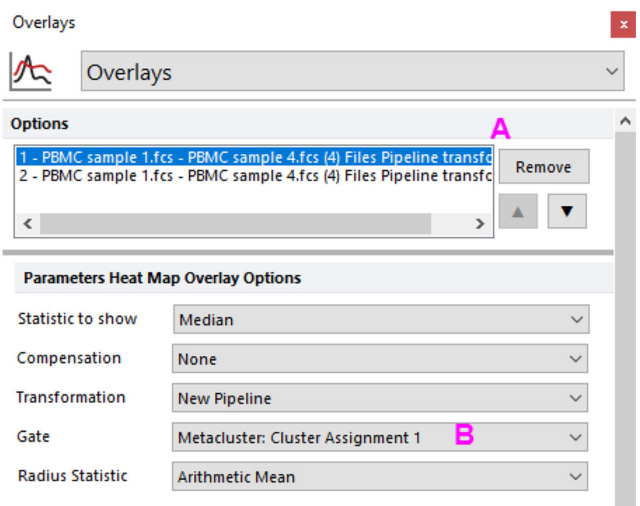 Overlays
x
Overlays
Options
A
1 - PBMC sample 1.fcs - PBMC sample 4.fcs (4) Files Pipeline transfo
2 - PBMC sample 1.fcs - PBMC sample 4.fcs (4) Files Pipeline transfo
Remove
Parameters Heat Map Overlay Options
Statistic to show Median
Compensation None
Transformation New Pipeline
Gate Metacluster: Cluster Assignment 1 B
Radius Statistic Arithmetic Mean